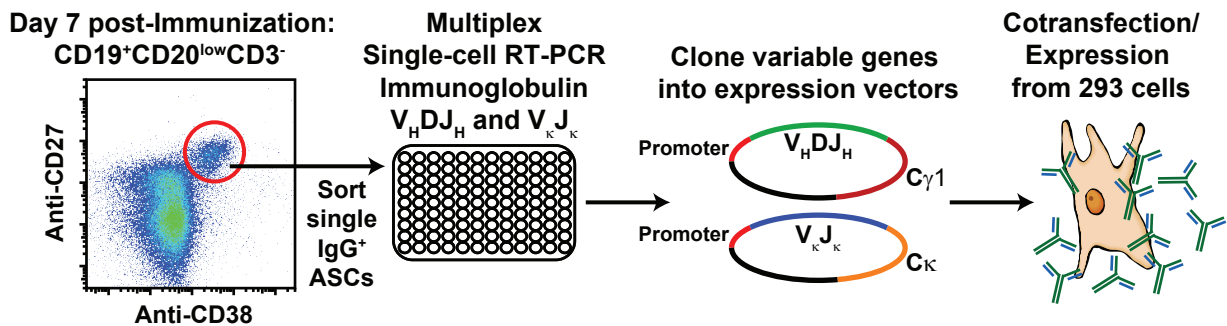 Day 7 post-Immunization:
CD19⁺CD20ˡᵒʷCD3⁻
Anti-CD27
Anti-CD38
Sort
single
IgG⁺
ASCs
Multiplex
Single-cell RT-PCR
Immunoglobulin
V_HDJ_H and V_κJ_κ
Clone variable genes
into expression vectors
Promoter
V_HDJ_H
Cγ1
Promoter
V_κJ_κ
Cκ
Cotransfection/
Expression
from 293 cells